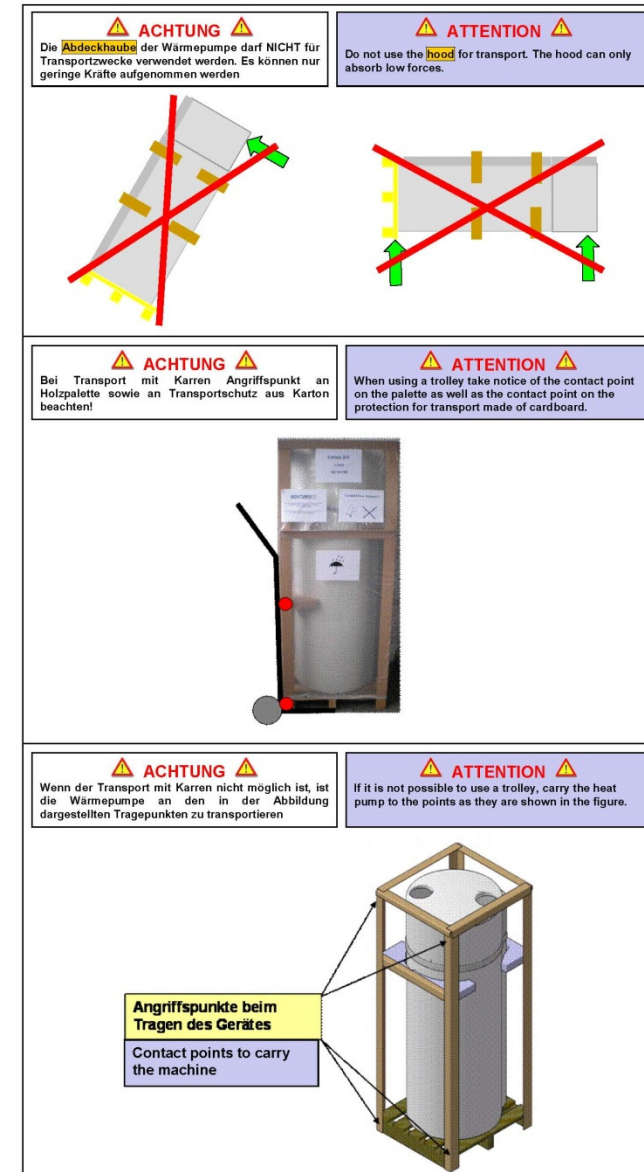 ACHTUNG
Die Abdeckhaube der Wärmepumpe darf NICHT für
Transportzwecke verwendet werden. Es können nur
geringe Kräfte aufgenommen werden
ATTENTION
Do not use the hood for transport. The hood can only
absorb low forces.
ACHTUNG
Bei Transport mit Karren Angriffspunkt an
Holzpalette sowie an Transportschutz aus Karton
beachten!
ATTENTION
When using a trolley take notice of the contact point
on the palette as well as the contact point on the
protection for transport made of cardboard.
ACHTUNG
Wenn der Transport mit Karren nicht möglich ist, ist
die Wärmepumpe an den in der Abbildung
dargestellten Tragepunkten zu transportieren
ATTENTION
If it is not possible to use a trolley, carry the heat
pump to the points as they are shown in the figure.
Angriffspunkte beim
Tragen des Gerätes
Contact points to carry
the machine